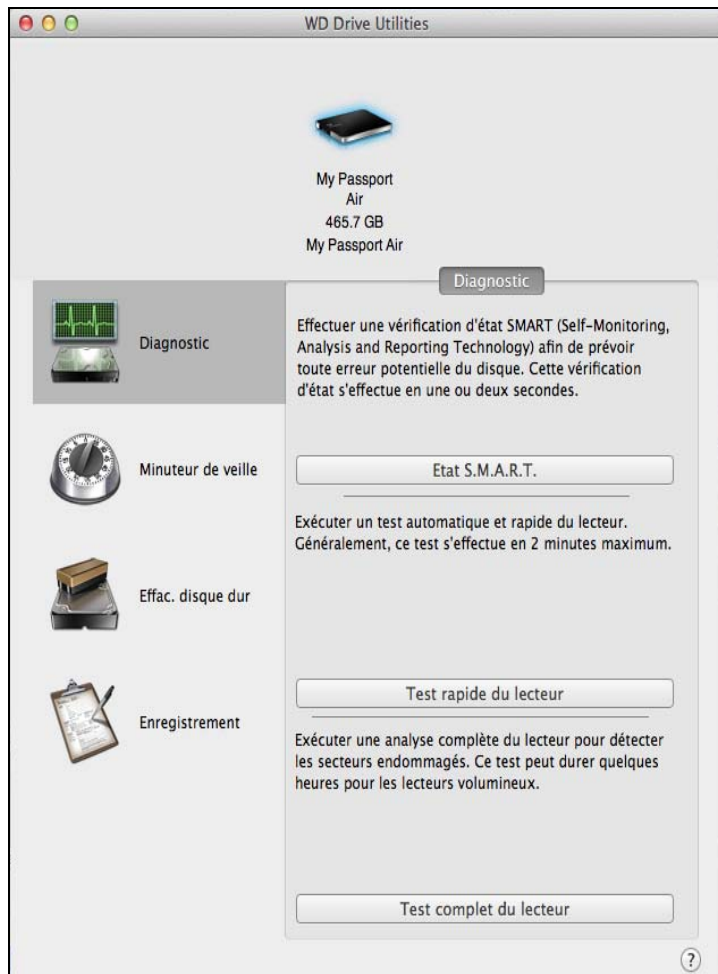 WD Drive Utilities
My Passport
Air
465.7 GB
My Passport Air
Diagnostic
Minuteur de veille
Effac. disque dur
Enregistrement
Diagnostic
Effectuer une vérification d'état SMART (Self-Monitoring,
Analysis and Reporting Technology) afin de prévoir
toute erreur potentielle du disque. Cette vérification
d'état s'effectue en une ou deux secondes.
Etat S.M.A.R.T.
Exécuter un test automatique et rapide du lecteur.
Généralement, ce test s'effectue en 2 minutes maximum.
Test rapide du lecteur
Exécuter une analyse complète du lecteur pour détecter
les secteurs endommagés. Ce test peut durer quelques
heures pour les lecteurs volumineux.
Test complet du lecteur
?